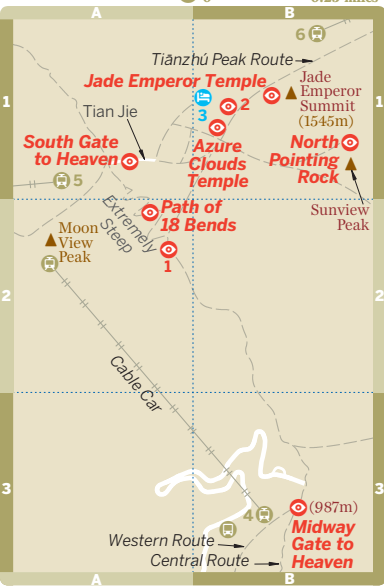 A
B
6
Tiānzhú Peak Route
Jade Emperor Temple
Jade
Emperor
Summit
(1545m)
1
1
2
3
Tian Jie
South Gate
to Heaven
Azure
Clouds
Temple
North
Pointing
Rock
5
Sunview
Peak
Path of
18 Bends
Extremely
Steep
Moon
View
Peak
1
2
2
Cable Car
3
3
4
(987m)
Midway
Gate to
Heaven
Western Route
Central Route
A
B